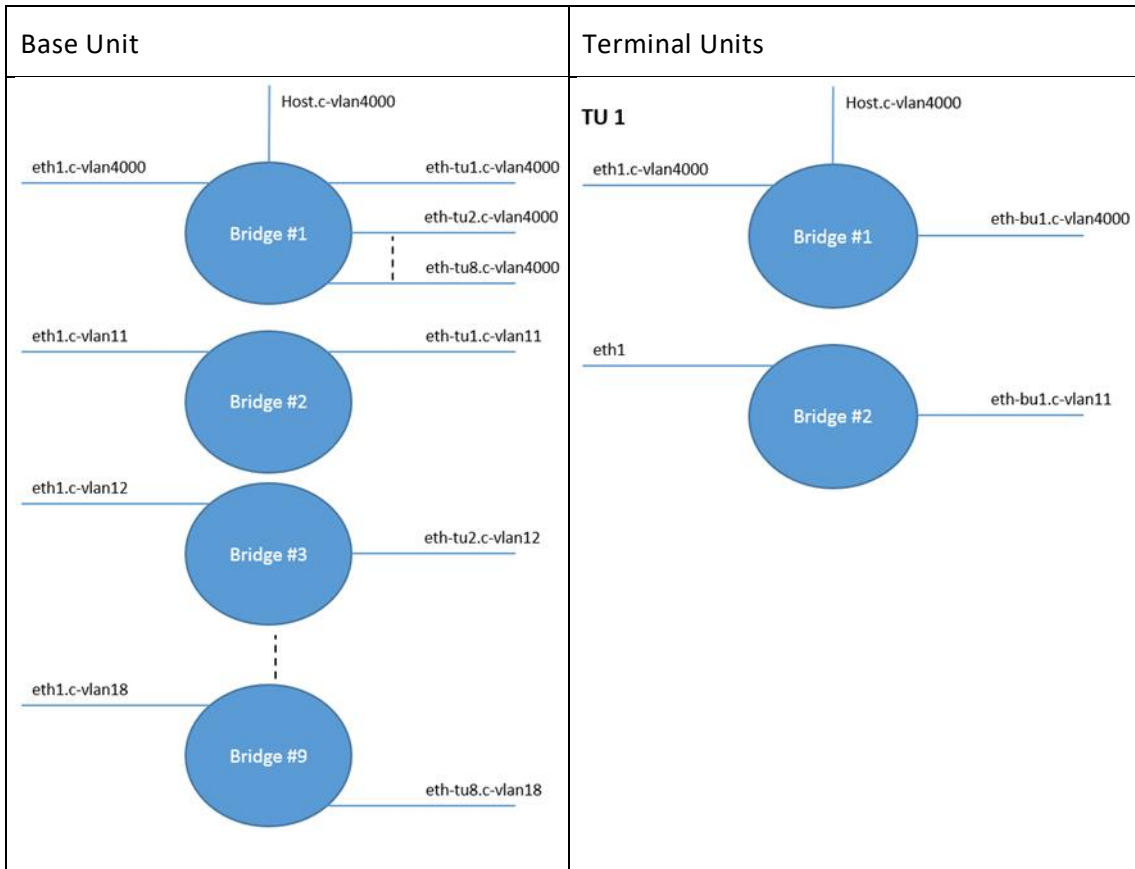 Base Unit
Terminal Units
Host.c-vlan4000
eth1.c-vlan4000
eth-tu1.c-vlan4000
eth-tu2.c-vlan4000
Bridge #1
eth-tu8.c-vlan4000
eth1.c-vlan11
eth-tu1.c-vlan11
Bridge #2
eth1.c-vlan12
eth-tu2.c-vlan12
Bridge #3
eth1.c-vlan18
Bridge #9
eth-tu8.c-vlan18
TU 1
Host.c-vlan4000
eth1.c-vlan4000
eth-bu1.c-vlan4000
Bridge #1
eth1
eth-bu1.c-vlan11
Bridge #2